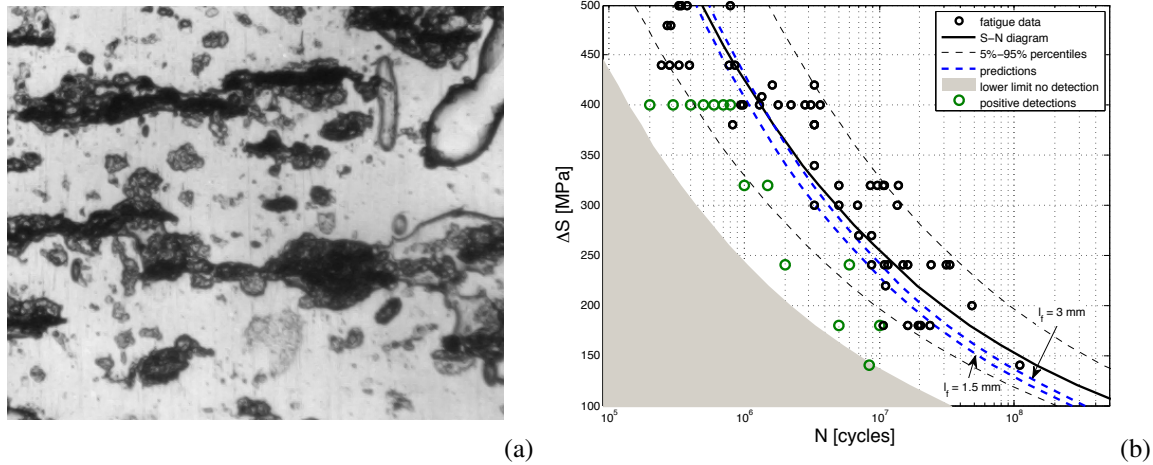 (a)
500
450
400
350
300
250
200
150
100
ΔS [MPa]
10^5
10^6
10^7
10^8
N [cycles]
fatigue data
S−N diagram
5%−95% percentiles
predictions
lower limit no detection
positive detections
l_f = 3 mm
l_f = 1.5 mm
(b)